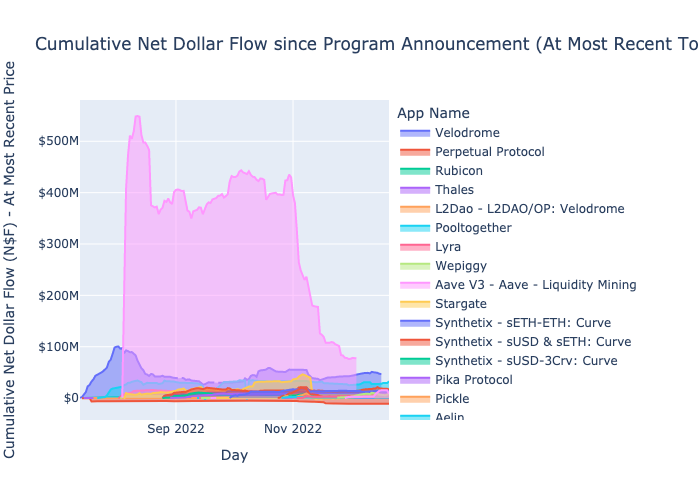 Cumulative Net Dollar Flow since Program Announcement (At Most Recent To
Cumulative Net Dollar Flow (N$F) - At Most Recent Price
$500M
$400M
$300M
$200M
$100M
$0
Sep 2022
Nov 2022
Day
App Name
Velodrome
Perpetual Protocol
Rubicon
Thales
L2Dao - L2DAO/OP: Velodrome
Pooltogether
Lyra
Wepiggy
Aave V3 - Aave - Liquidity Mining
Stargate
Synthetix - sETH-ETH: Curve
Synthetix - sUSD & sETH: Curve
Synthetix - sUSD-3Crv: Curve
Pika Protocol
Pickle
Aelin